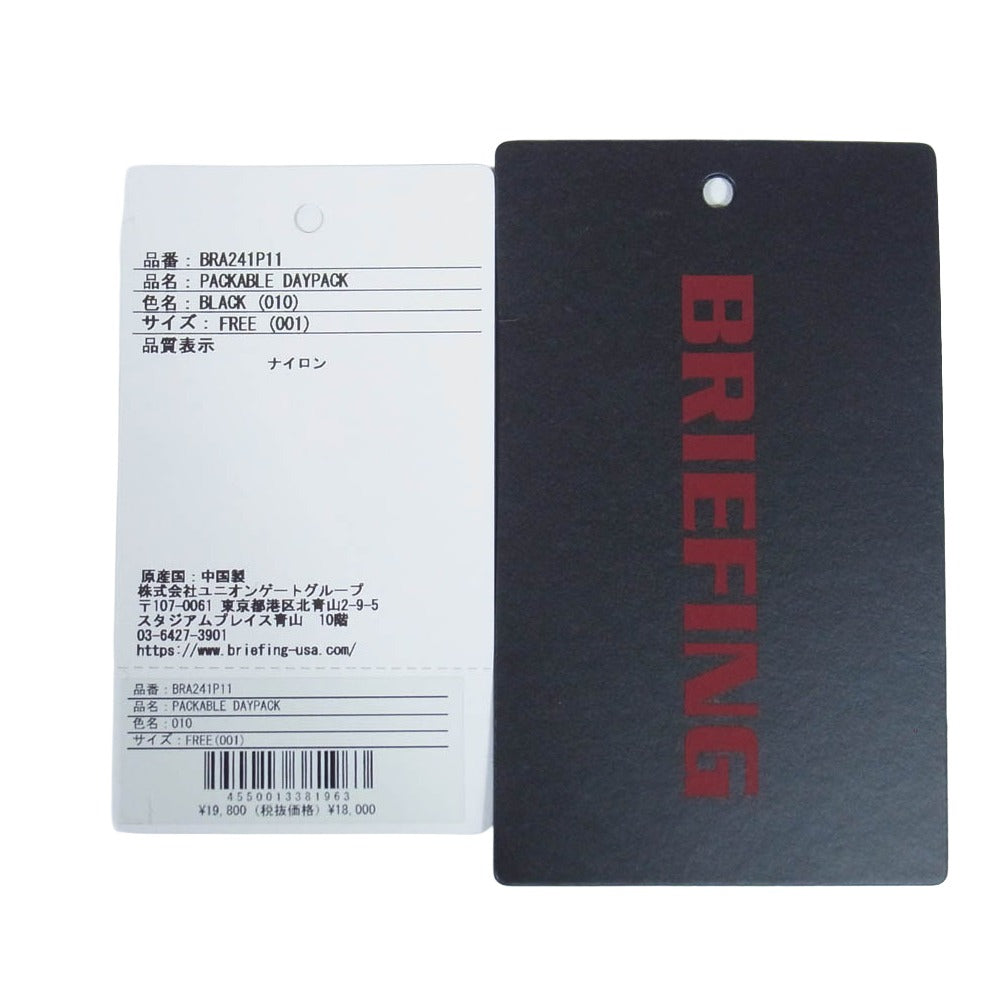 品番：BRA241P11
品名：PACKABLE DAYPACK
色名：BLACK (010)
サイズ：FREE (001)
品質表示
ナイロン
原産国：中国製
株式会社ユニオンゲートグループ
〒107-0061 東京都港区北青山2-9-5
スタジアムプレイス青山 10階
03-6427-3901
https://www.briefing-usa.com/
品番：BRA241P11
品名：PACKABLE DAYPACK
色名：010
サイズ：FREE(001)
4550013381963
¥19,800 (税抜価格) ¥18,000
BRIEFING